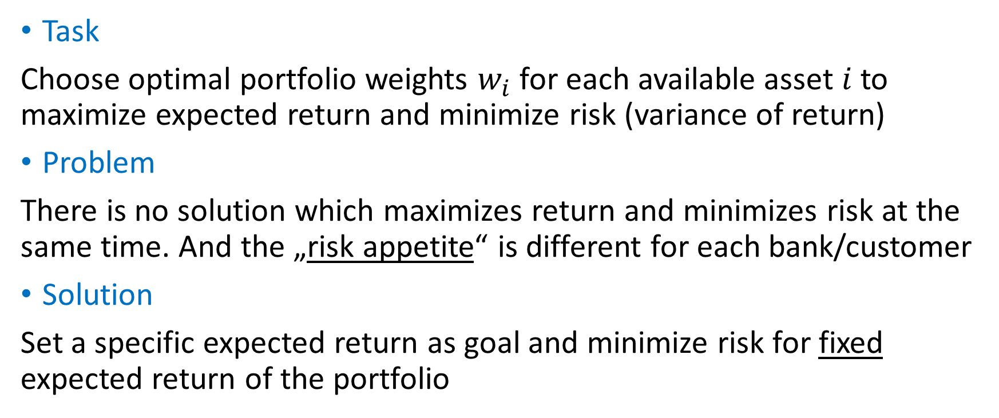 • Task
Choose optimal portfolio weights wᵢ for each available asset i to
maximize expected return and minimize risk (variance of return)
• Problem
There is no solution which maximizes return and minimizes risk at the
same time. And the „risk appetite“ is different for each bank/customer
• Solution
Set a specific expected return as goal and minimize risk for fixed
expected return of the portfolio